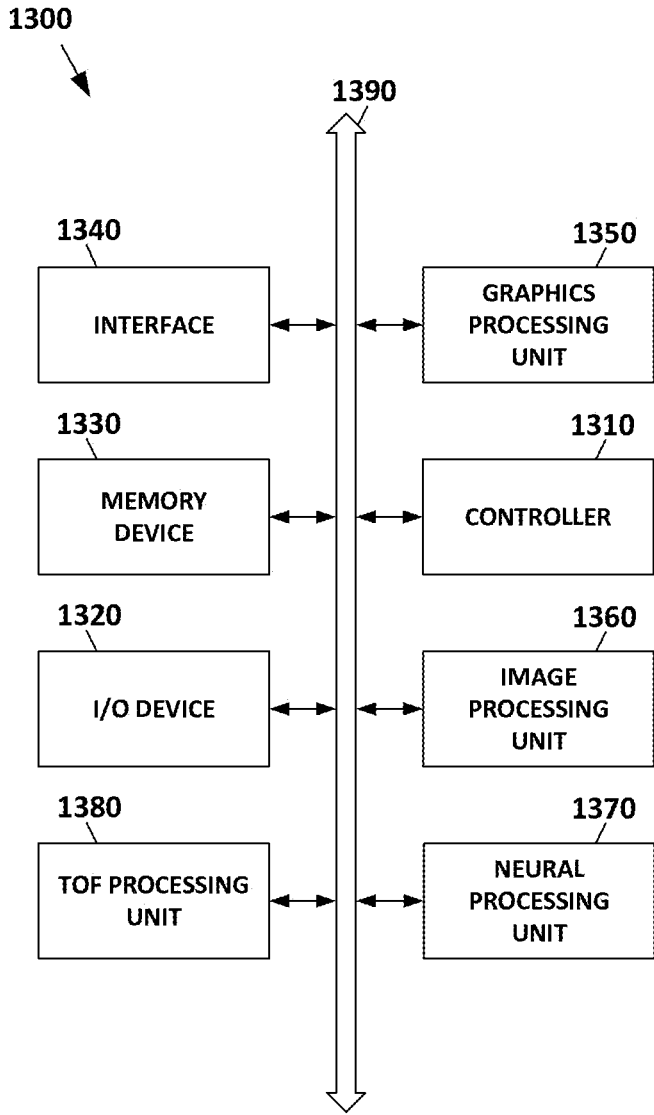 1300
1390
1340
INTERFACE
1350
GRAPHICS
PROCESSING
UNIT
1330
MEMORY
DEVICE
1310
CONTROLLER
1320
I/O DEVICE
1360
IMAGE
PROCESSING
UNIT
1380
TOF PROCESSING
UNIT
1370
NEURAL
PROCESSING
UNIT